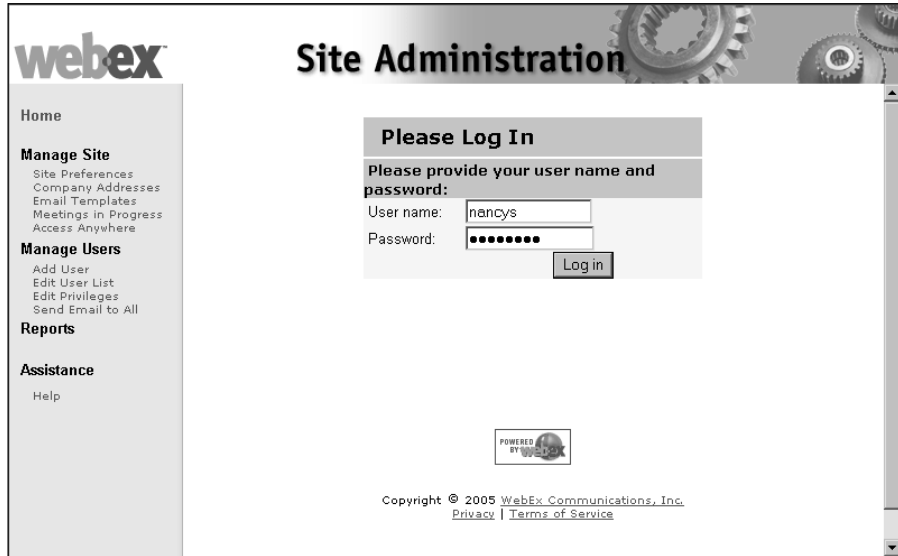 webex™
Site Administration
Home
Manage Site
Site Preferences
Company Addresses
Email Templates
Meetings in Progress
Access Anywhere
Manage Users
Add User
Edit User List
Edit Privileges
Send Email to All
Reports
Assistance
Help
Please Log In
Please provide your user name and
password:
User name: nancys
Password: ●●●●●●●●
Log in
POWERED
BY webex
Copyright © 2005 WebEx Communications, Inc.
Privacy | Terms of Service